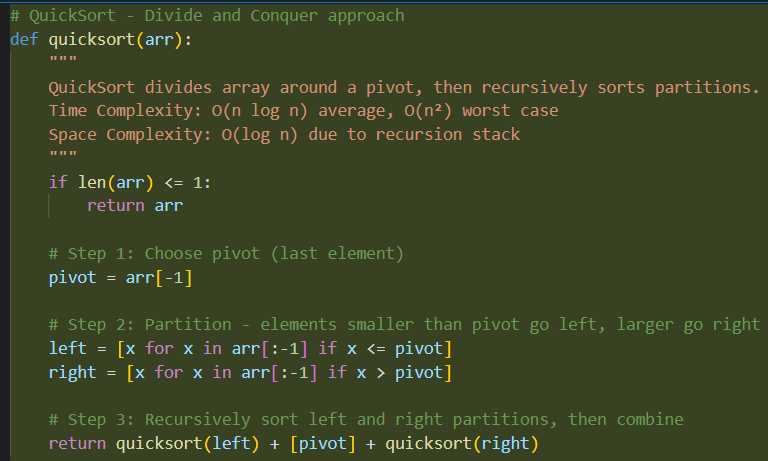 # QuickSort - Divide and Conquer approach
def quicksort(arr):
    """
    QuickSort divides array around a pivot, then recursively sorts partitions.
    Time Complexity: O(n log n) average, O(n²) worst case
    Space Complexity: O(log n) due to recursion stack
    """
    if len(arr) <= 1:
        return arr

    # Step 1: Choose pivot (last element)
    pivot = arr[-1]

    # Step 2: Partition - elements smaller than pivot go left, larger go right
    left = [x for x in arr[:-1] if x <= pivot]
    right = [x for x in arr[:-1] if x > pivot]

    # Step 3: Recursively sort left and right partitions, then combine
    return quicksort(left) + [pivot] + quicksort(right)